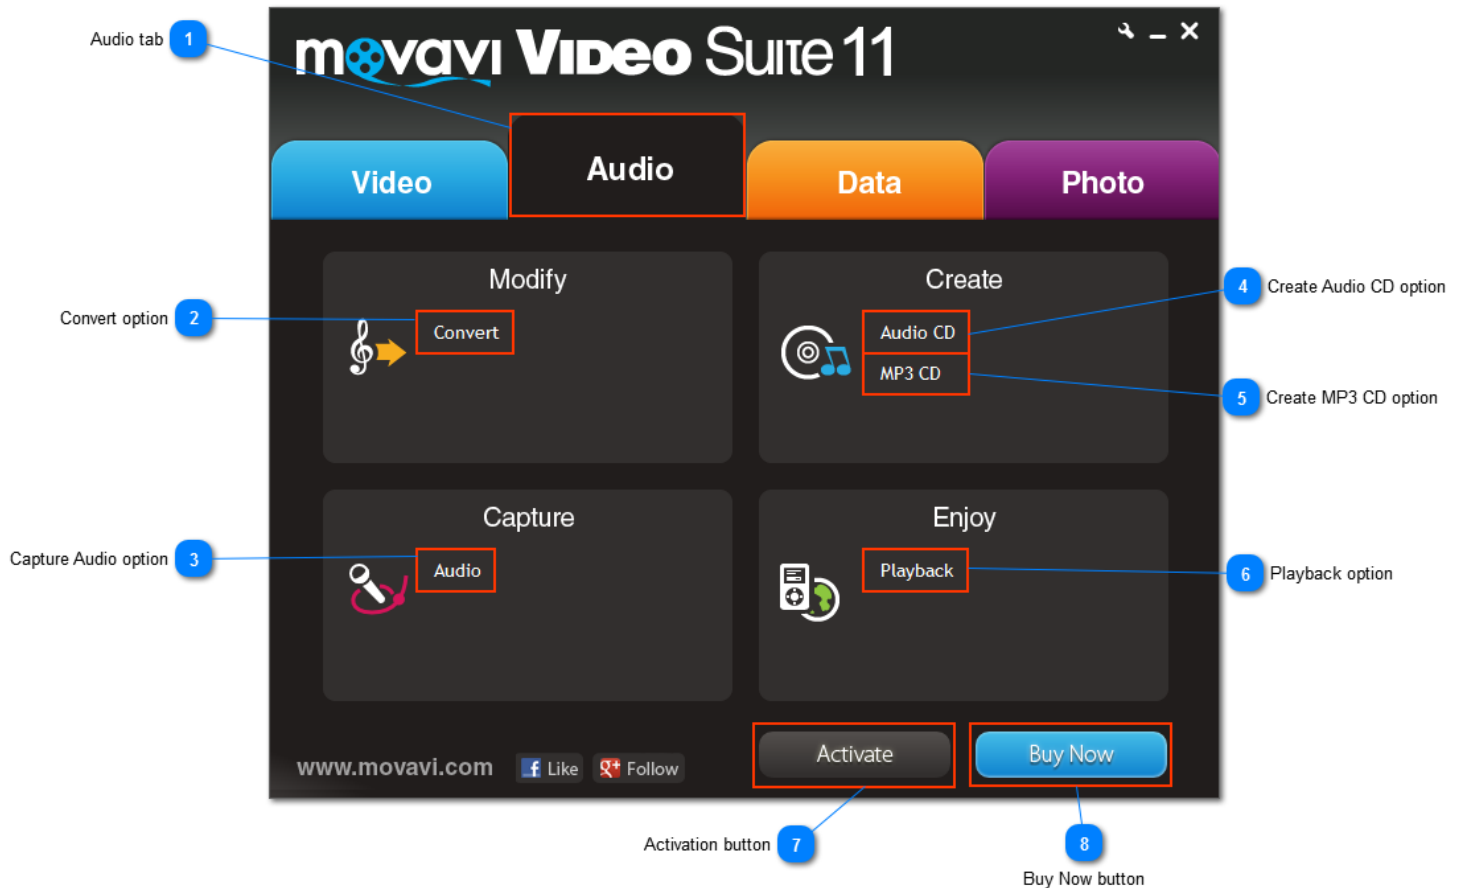 Audio tab 1
movavi VIDEO SUITE 11
Video
Audio
Data
Photo
Modify
Convert
Convert option 2
Create
Audio CD
MP3 CD
4 Create Audio CD option
5 Create MP3 CD option
Capture
Audio
Capture Audio option 3
Enjoy
Playback
6 Playback option
www.movavi.com
f Like
g+ Follow
Activate
Buy Now
Activation button 7
8
Buy Now button